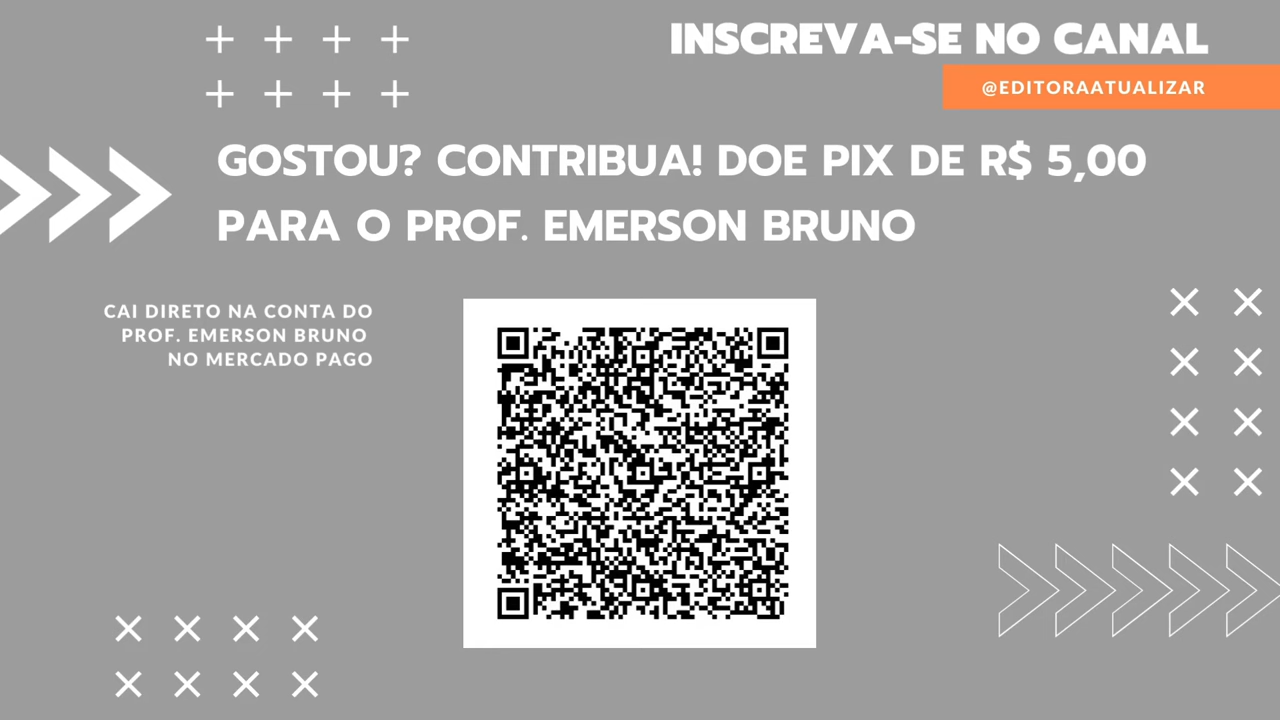 INSCREVA-SE NO CANAL
@EDITORAATUALIZAR
GOSTOU? CONTRIBUA! DOE PIX DE R$ 5,00
PARA O PROF. EMERSON BRUNO
CAI DIRETO NA CONTA DO
PROF. EMERSON BRUNO
NO MERCADO PAGO